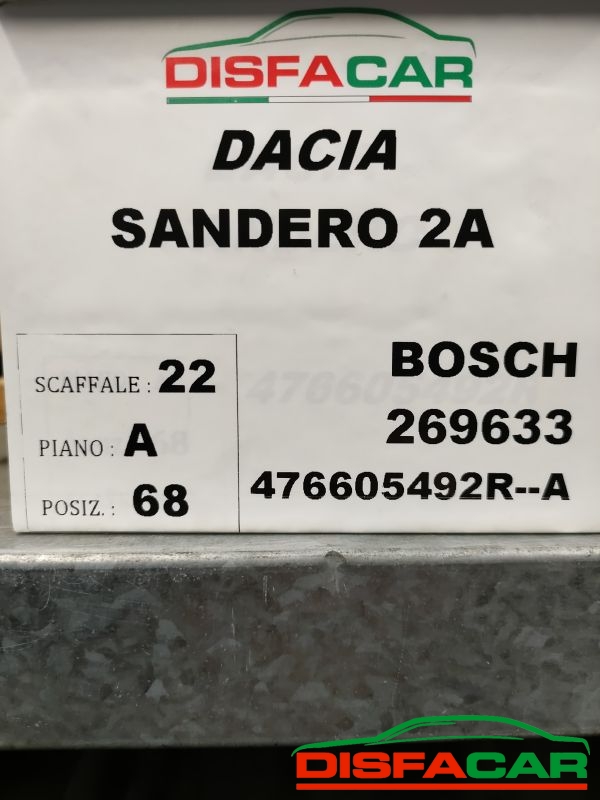 DISFACAR
DACIA
SANDERO 2A
SCAFFALE : 22
PIANO : A
POSIZ. : 68
BOSCH
269633
476605492R--A
DISFACAR